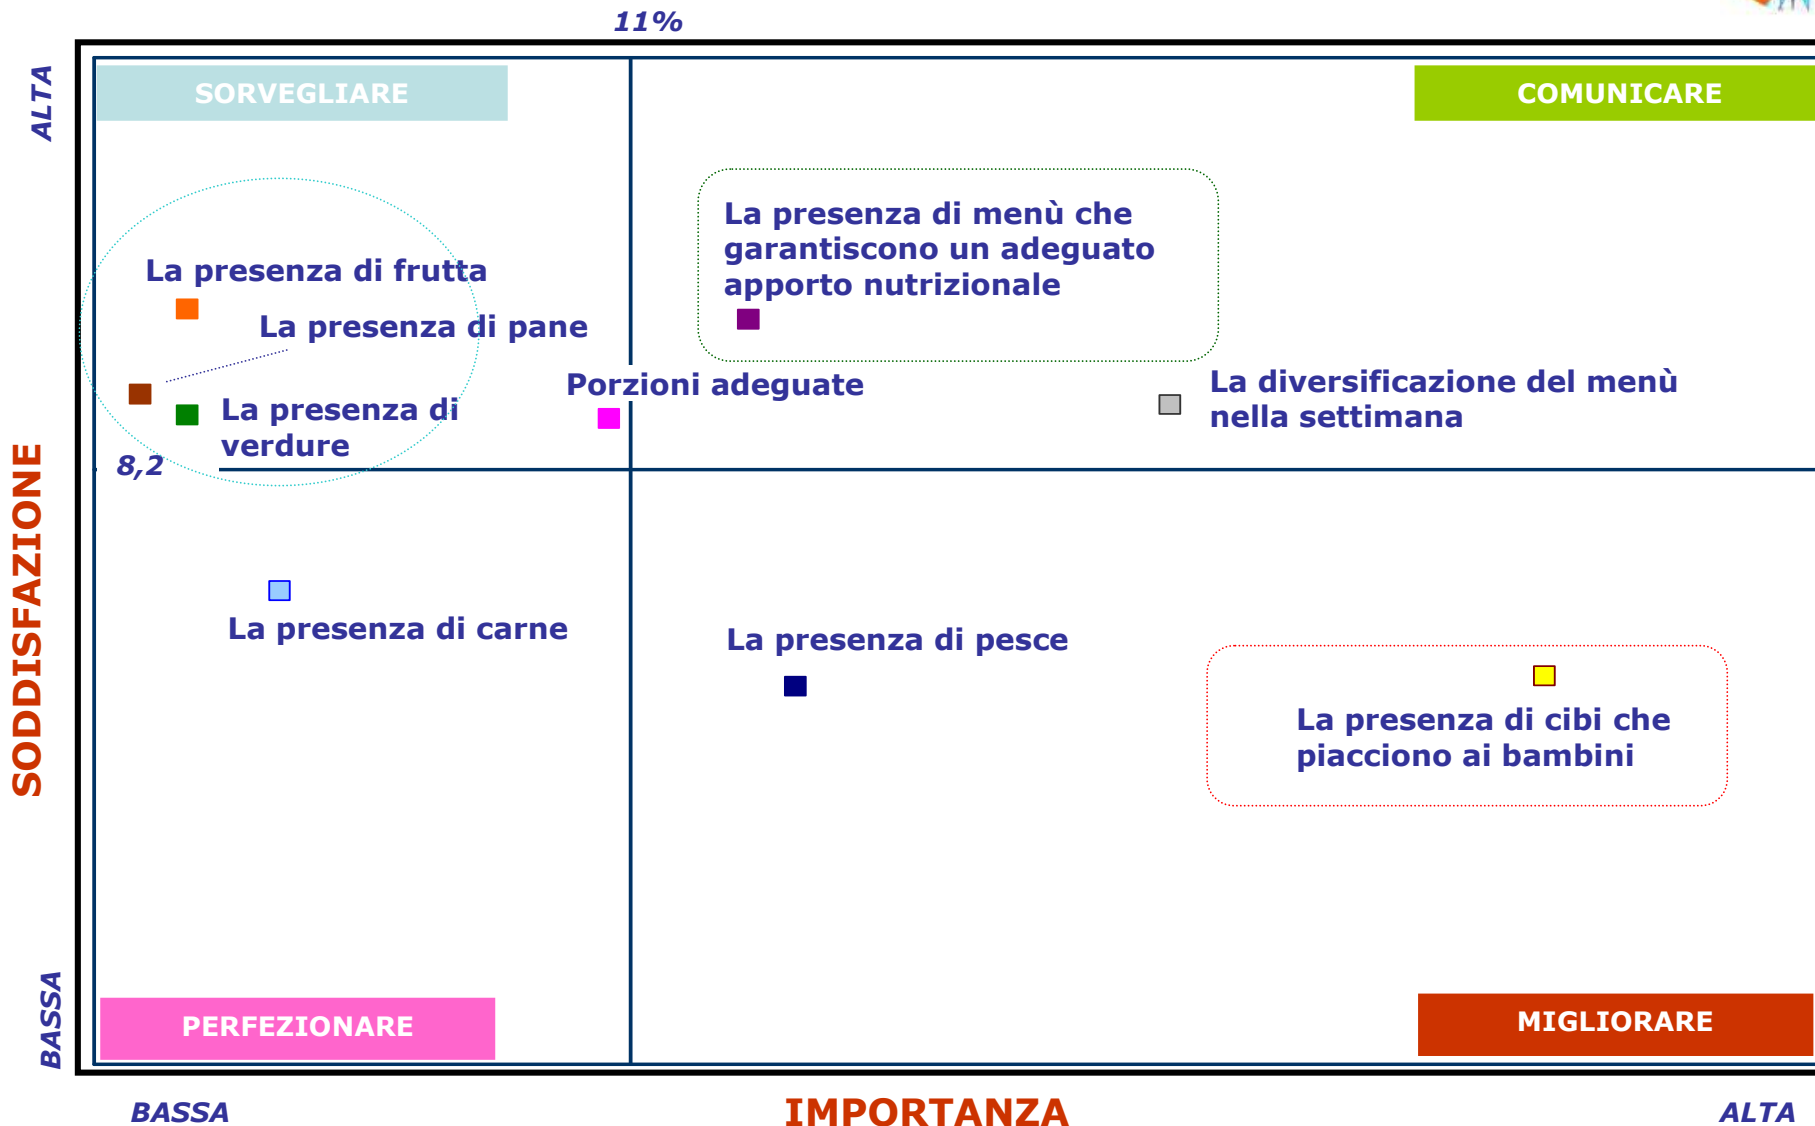 11%
ALTA
SORVEGLIARE
COMUNICARE
La presenza di menù che
garantiscono un adeguato
apporto nutrizionale
La presenza di frutta
La presenza di pane
Porzioni adeguate
La diversificazione del menù
nella settimana
La presenza di
verdure
8,2
SODDISFAZIONE
La presenza di carne
La presenza di pesce
La presenza di cibi che
piacciono ai bambini
BASSA
PERFEZIONARE
MIGLIORARE
BASSA
IMPORTANZA
ALTA